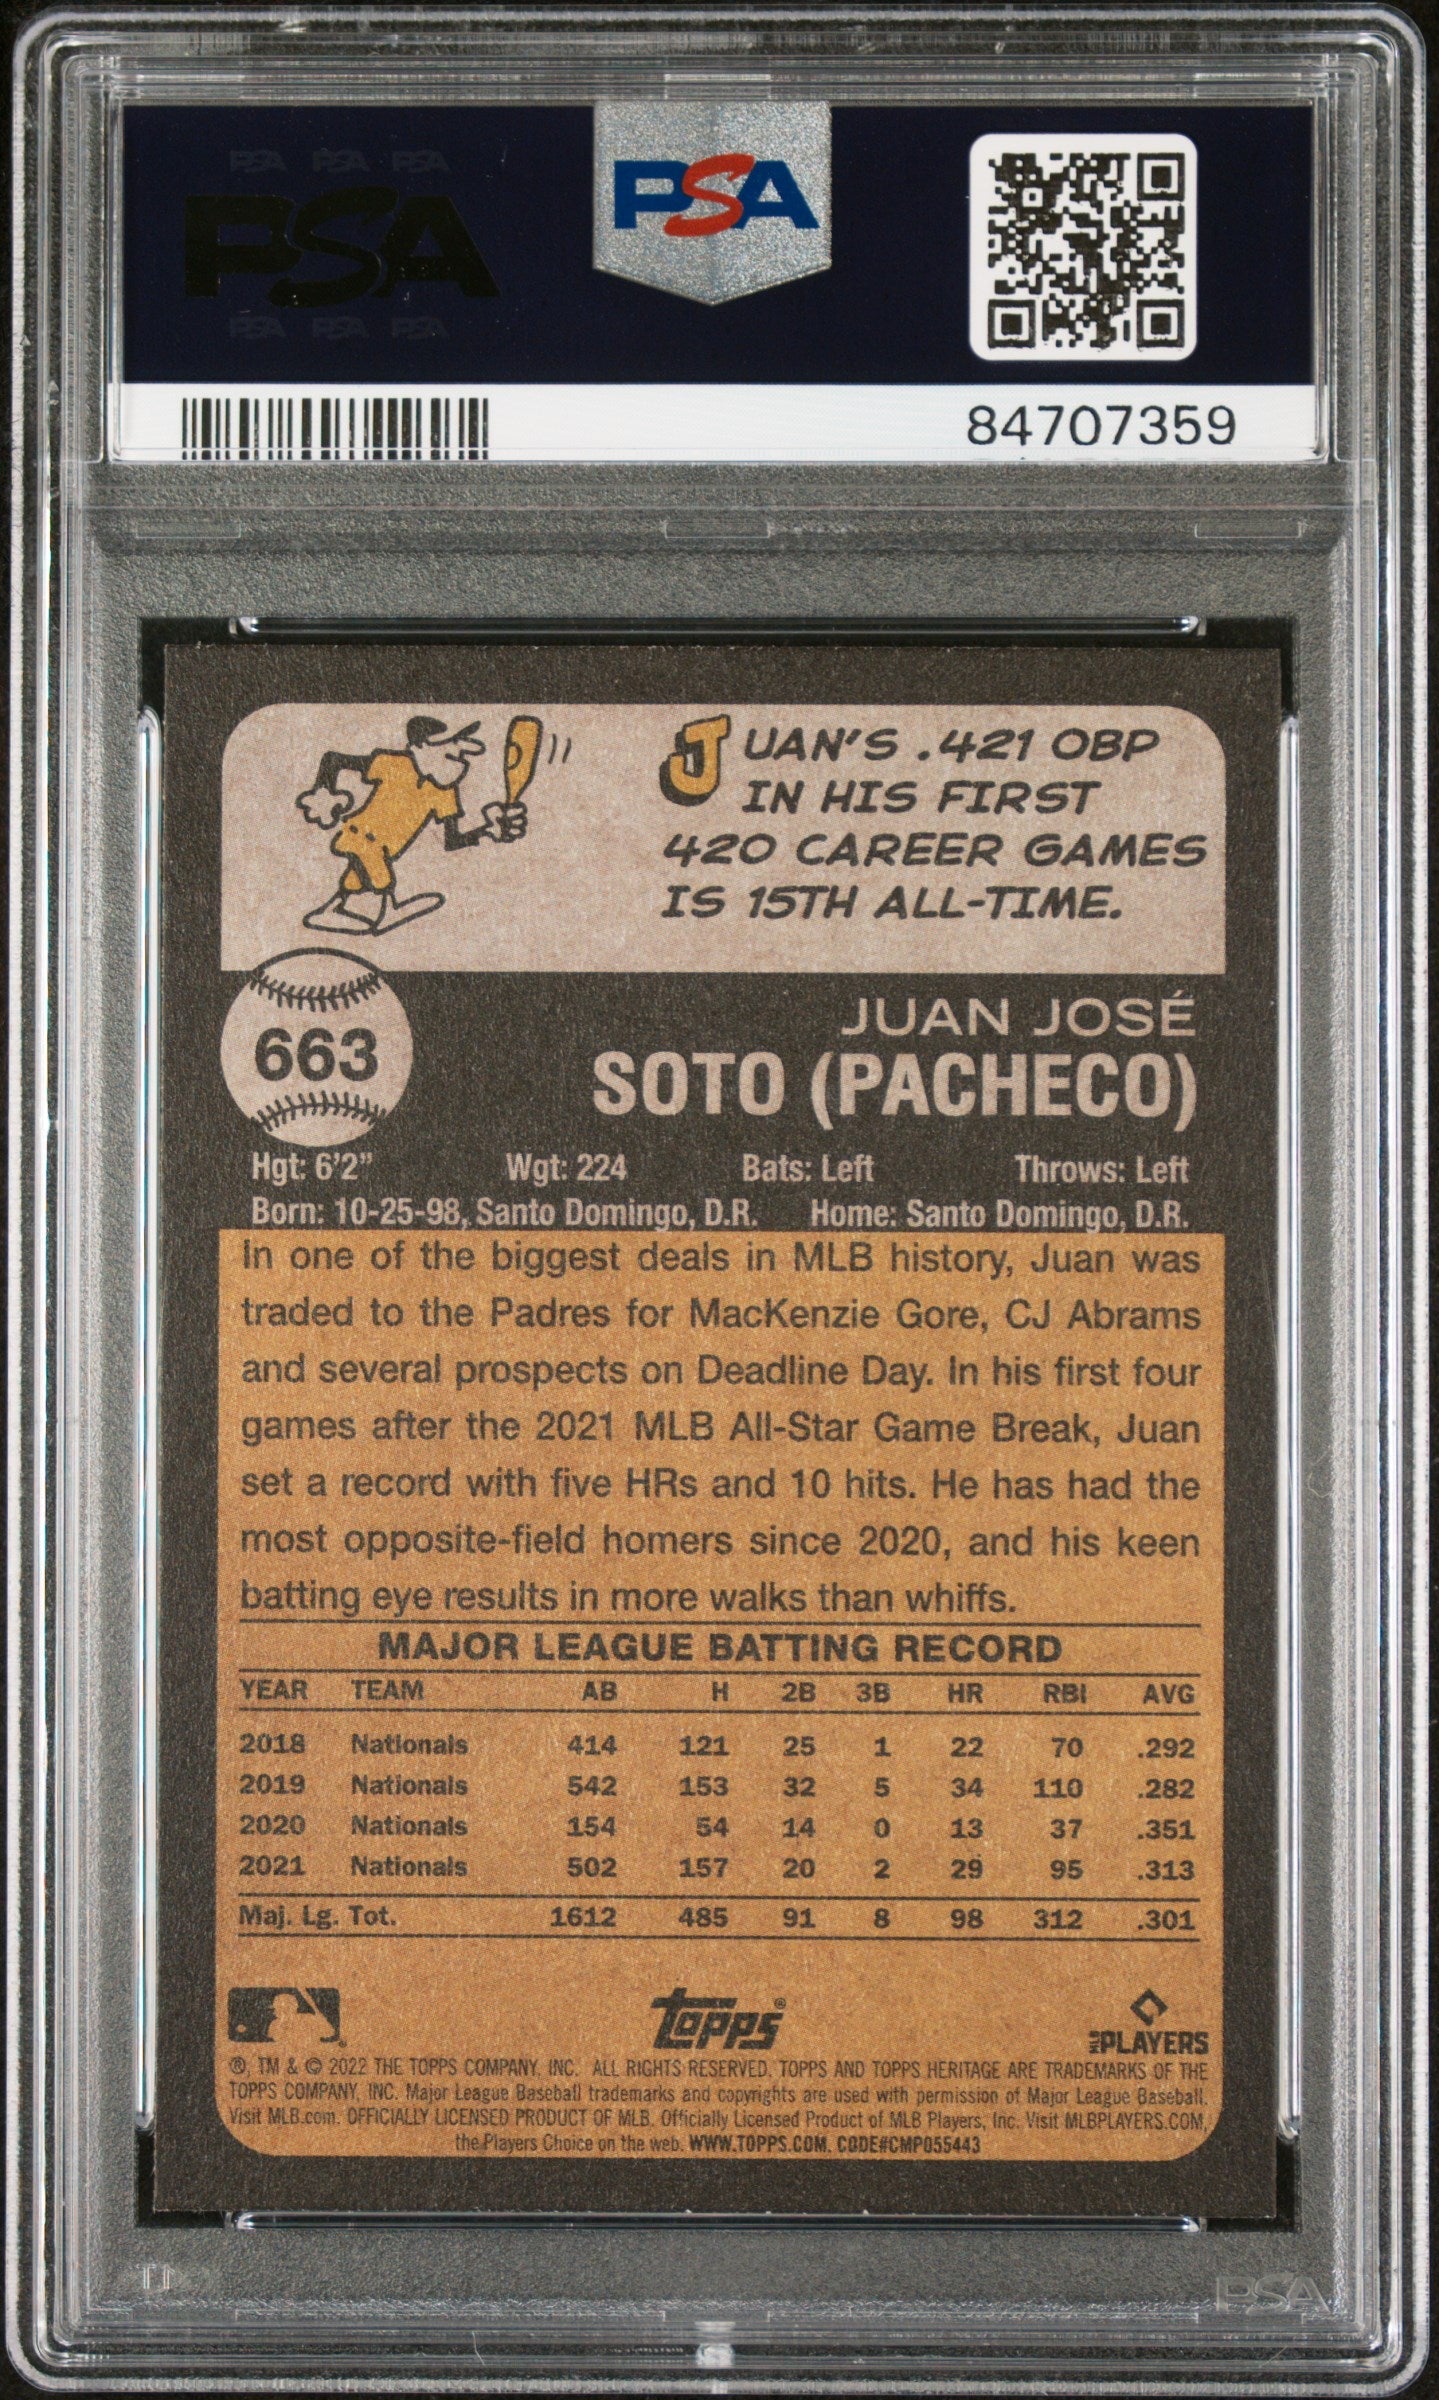 PSA PSA PSA
PSA
PSA PSA PSA
PSA
84707359
JUAN'S .421 OBP
IN HIS FIRST
420 CAREER GAMES
IS 15TH ALL-TIME.
663
JUAN JOSÉ
SOTO (PACHECO)
Hgt: 6'2" Wgt: 224 Bats: Left Throws: Left
Born: 10-25-98, Santo Domingo, D.R. Home: Santo Domingo, D.R.
In one of the biggest deals in MLB history, Juan was
traded to the Padres for MacKenzie Gore, CJ Abrams
and several prospects on Deadline Day. In his first four
games after the 2021 MLB All-Star Game Break, Juan
set a record with five HRs and 10 hits. He has had the
most opposite-field homers since 2020, and his keen
batting eye results in more walks than whiffs.
MAJOR LEAGUE BATTING RECORD
YEAR TEAM AB H 2B 3B HR RBI AVG
2018 Nationals 414 121 25 1 22 70 .292
2019 Nationals 542 153 32 5 34 110 .282
2020 Nationals 154 54 14 0 13 37 .351
2021 Nationals 502 157 20 2 29 95 .313
Maj. Lg. Tot. 1612 485 91 8 98 312 .301
topps®
MLB PLAYERS
®, TM & © 2022 THE TOPPS COMPANY, INC. ALL RIGHTS RESERVED. TOPPS AND TOPPS HERITAGE ARE TRADEMARKS OF THE
TOPPS COMPANY, INC. Major League Baseball trademarks and copyrights are used with permission of Major League Baseball.
Visit MLB.com. OFFICIALLY LICENSED PRODUCT OF MLB. Officially Licensed Product of MLB Players, Inc. Visit MLBPLAYERS.COM,
the Players Choice on the web. WWW.TOPPS.COM. CODE#CMP055443
PSA